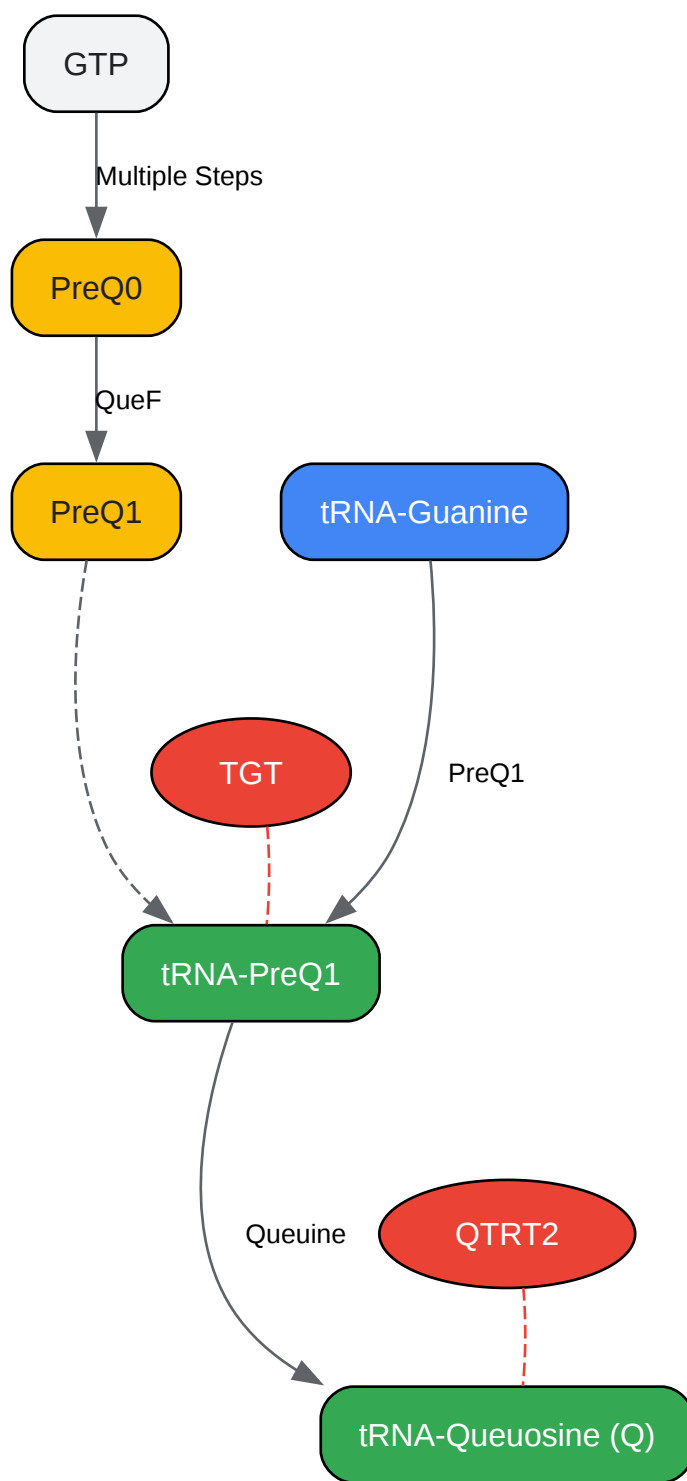 GTP
Multiple Steps
PreQ0
QueF
PreQ1
tRNA-Guanine
TGT
PreQ1
tRNA-PreQ1
Queuine
QTRT2
tRNA-Queuosine (Q)